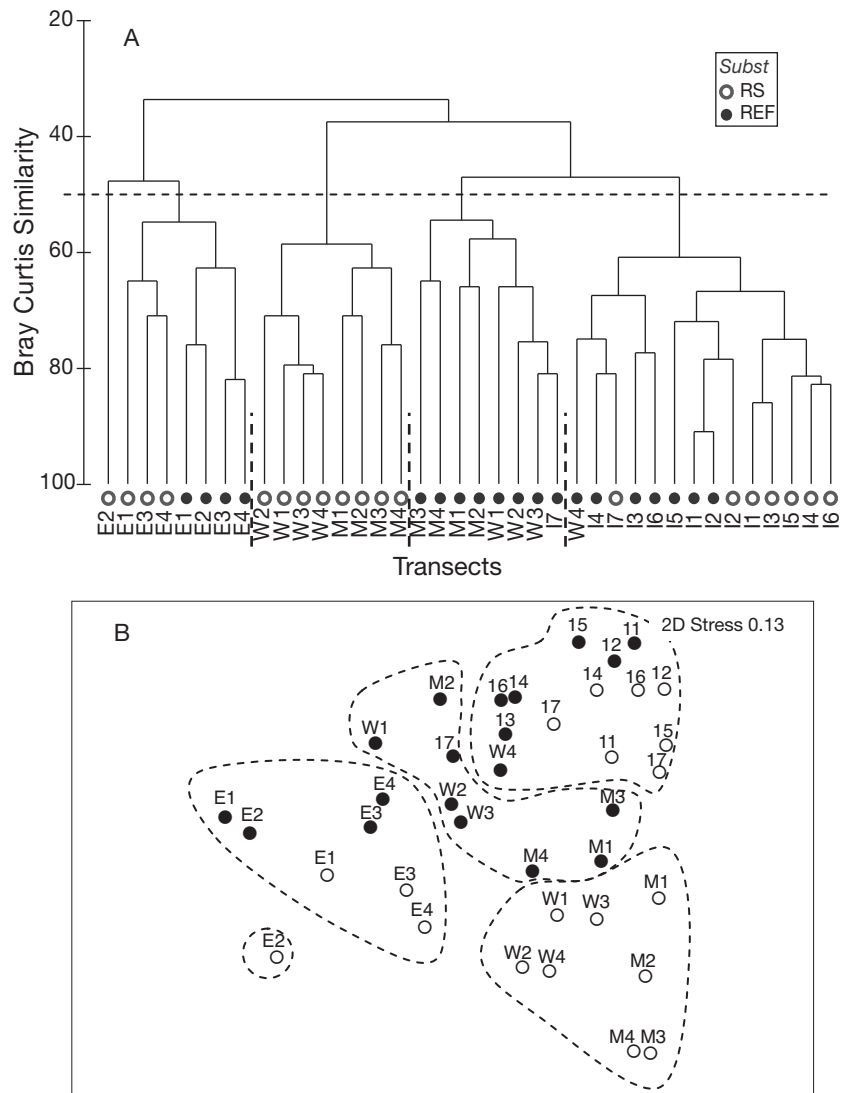 20
A
Subst
RS
REF
40
60
80
100
Bray Curtis Similarity
E2 E1 E3 E4 E1 E2 E3 E4 W2 W1 W3 W4 M1 M2 M3 M4 M3 M4 M1 M2 W1 W2 W3 I7 W4 I4 I7 I3 I6 I5 I1 I2 I2 I1 I3 I5 I4 I6
Transects
B
2D Stress 0.13
15 11
12
M2 16 14 14 16 12
17
W1 17 13 15
W4 11 17
E4 W2 M3
E1 E2 E3 W3
E1 M4 M1
E3 W1 W3 M1
E4
E2 W2 W4 M2
M4 M3